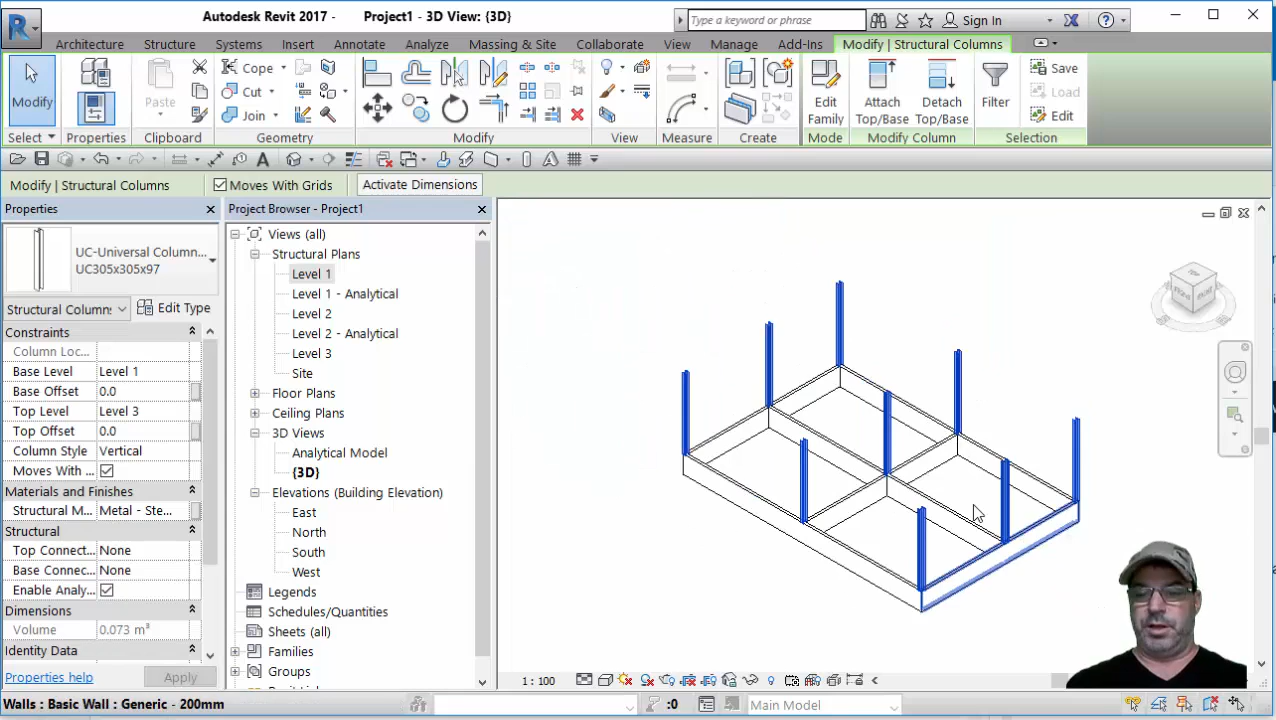 Autodesk Revit 2017 - Project1 - 3D View: {3D}
Type a keyword or phrase
Sign In
Architecture Structure Systems Insert Annotate Analyze Massing & Site Collaborate View Manage Add-Ins Modify | Structural Columns
Modify
Paste
Cope
Cut
Join
Edit
Family
Attach
Top/Base
Detach
Top/Base
Filter
Save
Load
Edit
Select Properties Clipboard Geometry Modify View Measure Create Mode Modify Column Selection
Modify | Structural Columns
Moves With Grids
Activate Dimensions
Properties
UC-Universal Column...
UC305x305x97
Structural Column:
Edit Type
Constraints
Column Loc...
Base Level Level 1
Base Offset 0.0
Top Level Level 3
Top Offset 0.0
Column Style Vertical
Moves With ...
Materials and Finishes
Structural M... Metal - Ste...
Structural
Top Connect... None
Base Connec... None
Enable Analy...
Dimensions
Volume 0.073 m³
Identity Data
Properties help
Apply
Project Browser - Project1
Views (all)
Structural Plans
Level 1
Level 1 - Analytical
Level 2
Level 2 - Analytical
Level 3
Site
Floor Plans
Ceiling Plans
3D Views
Analytical Model
{3D}
Elevations (Building Elevation)
East
North
South
West
Legends
Schedules/Quantities
Sheets (all)
Families
Groups
TOP
1 : 100
Walls : Basic Wall : Generic - 200mm
:0
Main Model